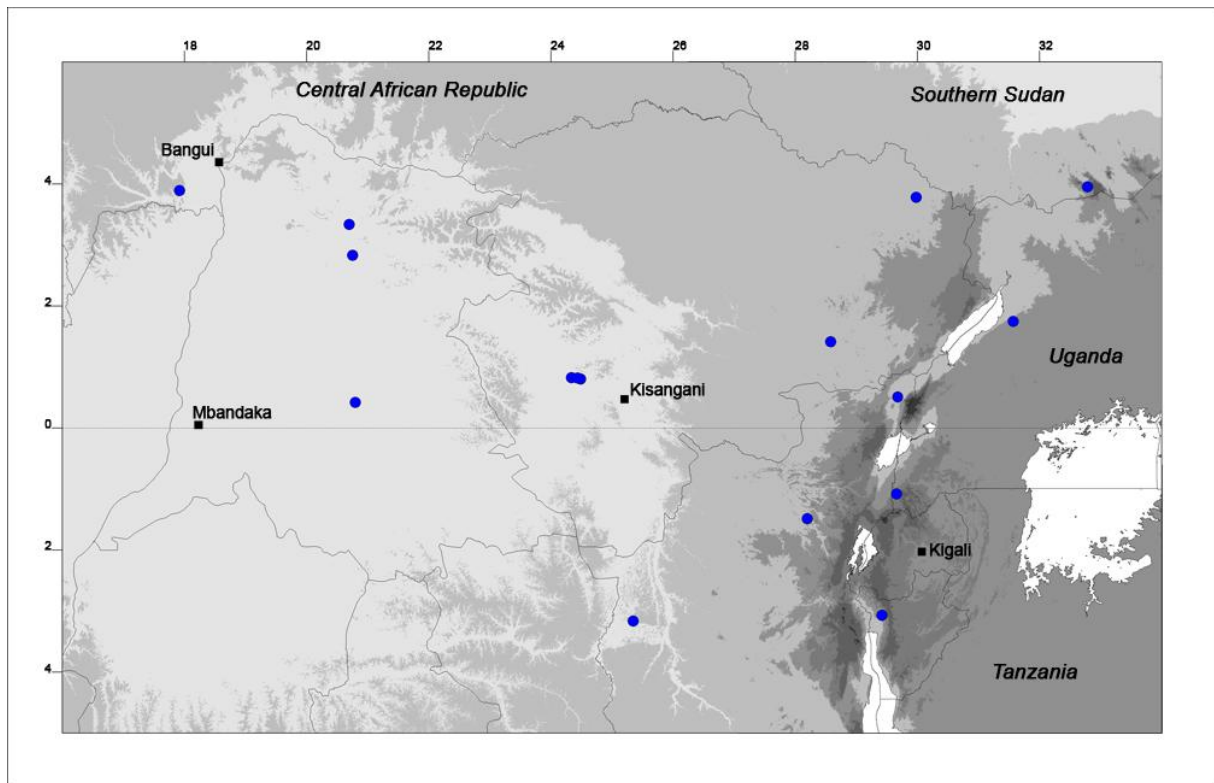 18 20 22 24 26 28 30 32
Central African Republic
Southern Sudan
Bangui
4
2
Uganda
Kisangani
Mbandaka
0
Kigali
2
4
Tanzania